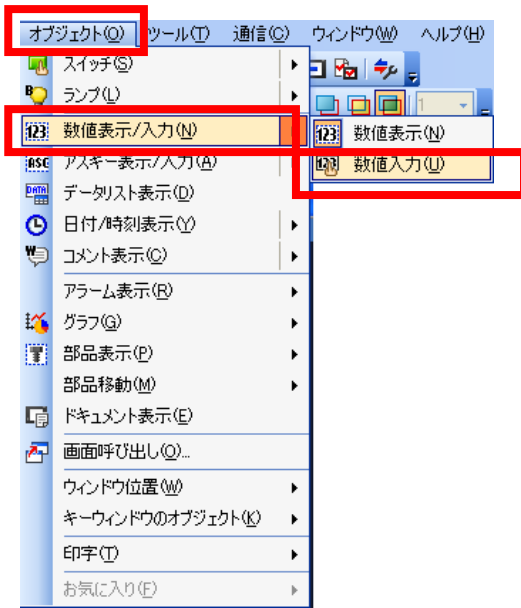 オブジェクト(O) ツール(T) 通信(C) ウィンドウ(W) ヘルプ(H)
スイッチ(S)
ランプ(L)
1
123 数値表示/入力(N)
123 数値表示(N)
ASC アスキー表示/入力(A)
123 数値入力(U)
DATA データリスト表示(D)
日付/時刻表示(Y)
コメント表示(C)
アラーム表示(R)
グラフ(G)
部品表示(P)
部品移動(M)
ドキュメント表示(E)
画面呼び出し(O)...
ウィンドウ位置(W)
キーウィンドウのオブジェクト(K)
印字(T)
お気に入り(F)